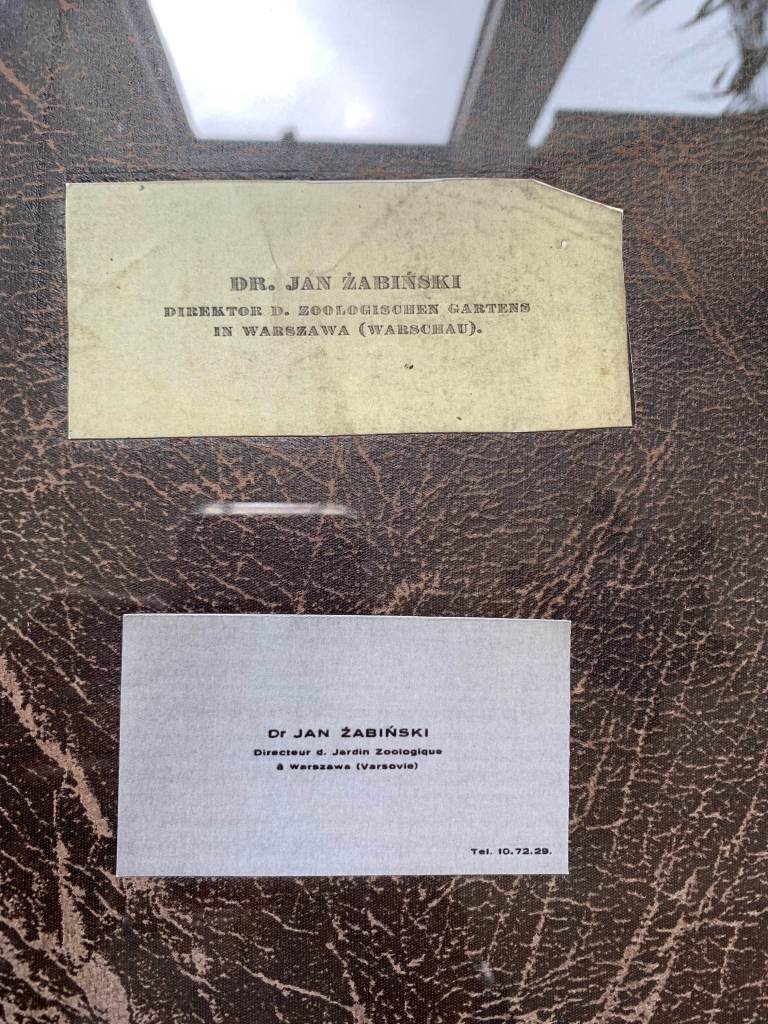 DR. JAN ŻABIŃSKI
DIREKTOR D. ZOOLOGISCHEN GARTENS
IN WARSZAWA (WARSCHAU).
Dr JAN ŻABIŃSKI
Directeur d. Jardin Zoologique
à Warszawa (Varsovie)
Tel. 10.72.29.